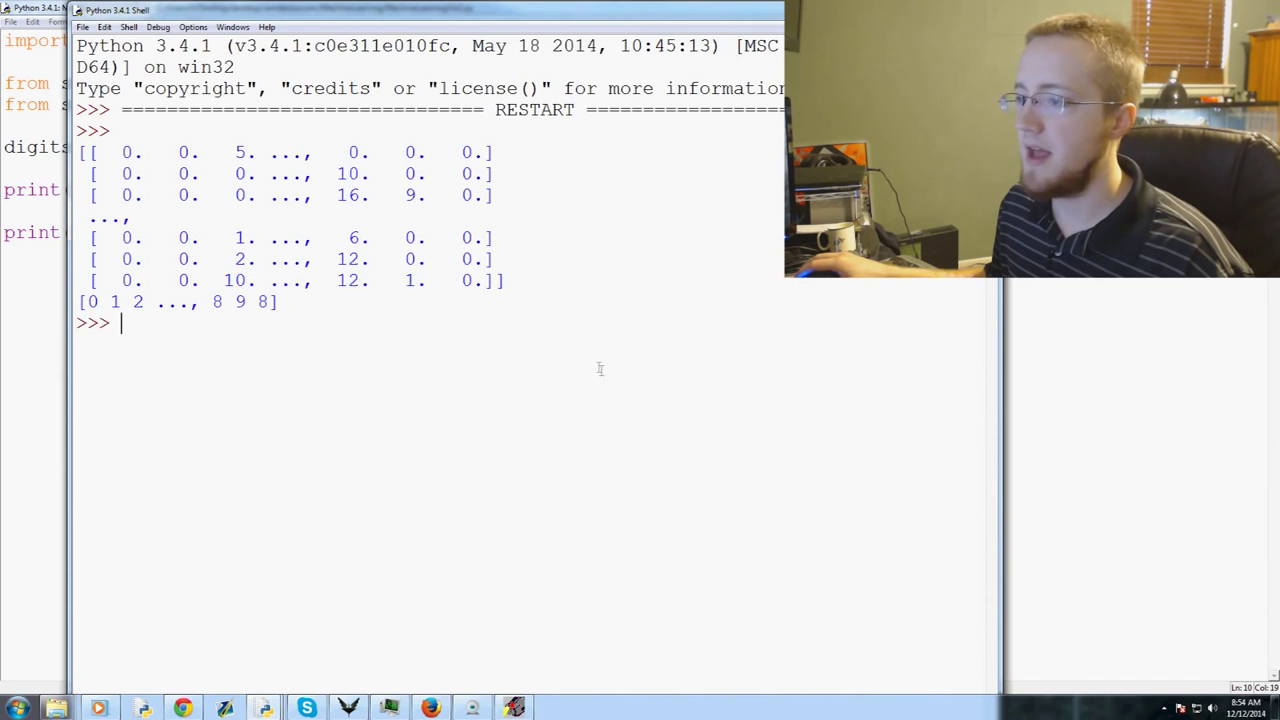 Python 3.4.1: 
Python 3.4.1 Shell
File Edit
File Edit Shell Debug Options Windows Help
import
from s
from s
digits
print
print
Python 3.4.1 (v3.4.1:c0e311e010fc, May 18 2014, 10:45:13) [MSC
D64)] on win32
Type "copyright", "credits" or "license()" for more information
>>> ================================ RESTART ==================
>>>
[[ 0. 0. 5. ..., 0. 0. 0.]
[ 0. 0. 0. ..., 10. 0. 0.]
[ 0. 0. 0. ..., 16. 9. 0.]
...,
[ 0. 0. 1. ..., 6. 0. 0.]
[ 0. 0. 2. ..., 12. 0. 0.]
[ 0. 0. 10. ..., 12. 1. 0.]]
[0 1 2 ..., 8 9 8]
>>>
Ln: 10 Col: 19
8:54 AM
12/12/2014